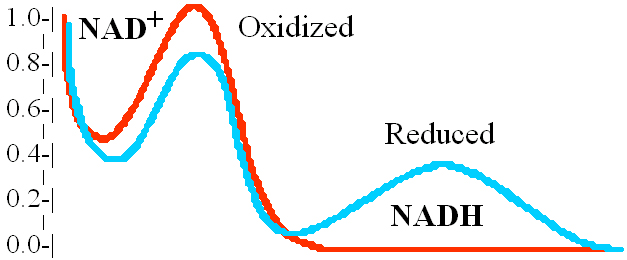 1.0-
NAD+ Oxidized
0.8-
0.6-
0.4- Reduced
0.2- NADH
0.0-